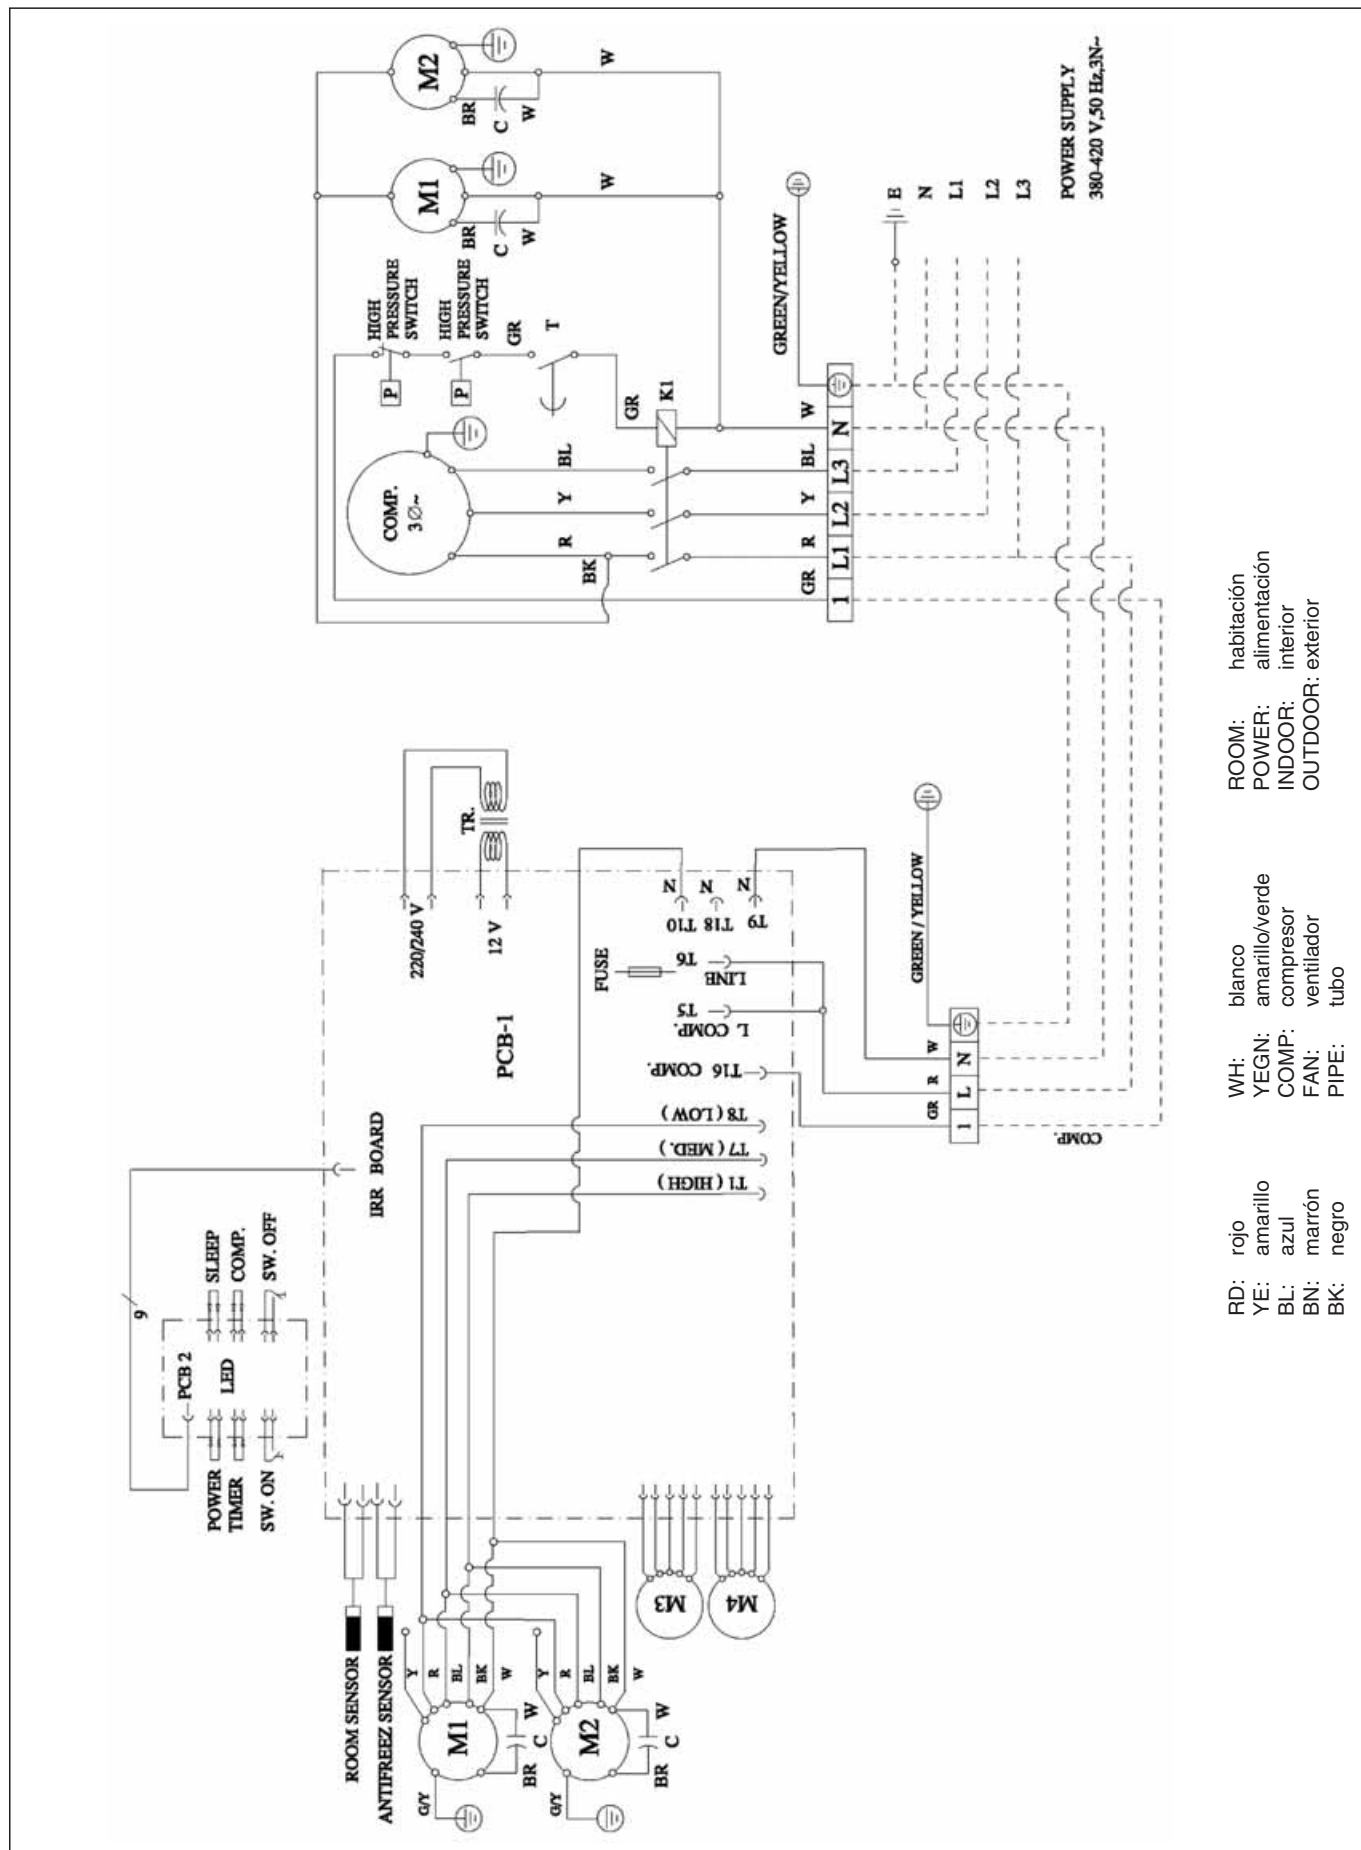 POWER
TIMER
SW. ON
PCB 2
LED
SLEEP
COMP.
SW. OFF
9
ROOM SENSOR
ANTIFREEZ SENSOR
IRR BOARD
PCB-1
220/240 V
12 V
TR.
FUSE
T1 (HIGH)
T7 (MED.)
T8 (LOW)
T16 COMP.
L COMP.
T5
LINE
T6
T10
T18
T9
N
N
N
G/Y
M1
Y
R
BL
BK
W
BR
C
W
G/Y
M2
Y
R
BL
BK
W
BR
C
W
M3
M4
GR
R
W
1
L
N
GREEN / YELLOW
COMP.
M2
BR
C
W
W
M1
BR
C
W
W
HIGH
PRESSURE
SWITCH
HIGH
PRESSURE
SWITCH
P
P
GR
T
COMP.
3Ø~
GR
K1
BK
R
Y
BL
GR
R
Y
BL
W
1
L1
L2
L3
N
GREEN/YELLOW
E
N
L1
L2
L3
POWER SUPPLY
380-420 V,50 Hz,3N~
RD: rojo
YE: amarillo
BL: azul
BN: marrón
BK: negro
WH: blanco
YEGN: amarillo/verde
COMP: compresor
FAN: ventilador
PIPE: tubo
ROOM: habitación
POWER: alimentación
INDOOR: interior
OUTDOOR: exterior